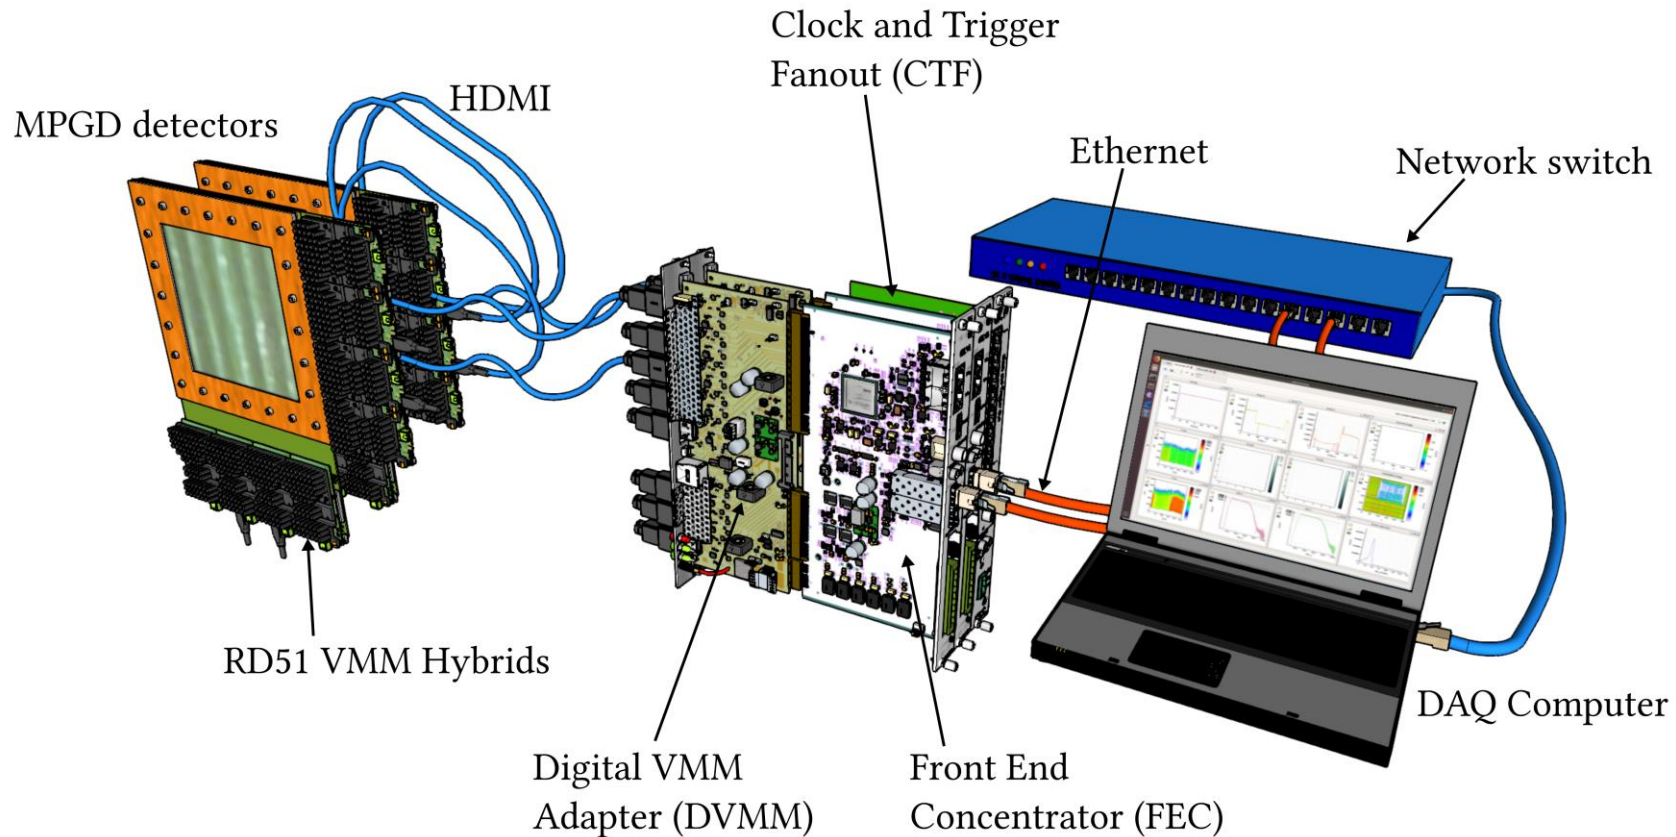 Clock and Trigger
Fanout (CTF)
HDMI
MPGD detectors
Ethernet
Network switch
RD51 VMM Hybrids
DAQ Computer
Digital VMM
Adapter (DVMM)
Front End
Concentrator (FEC)